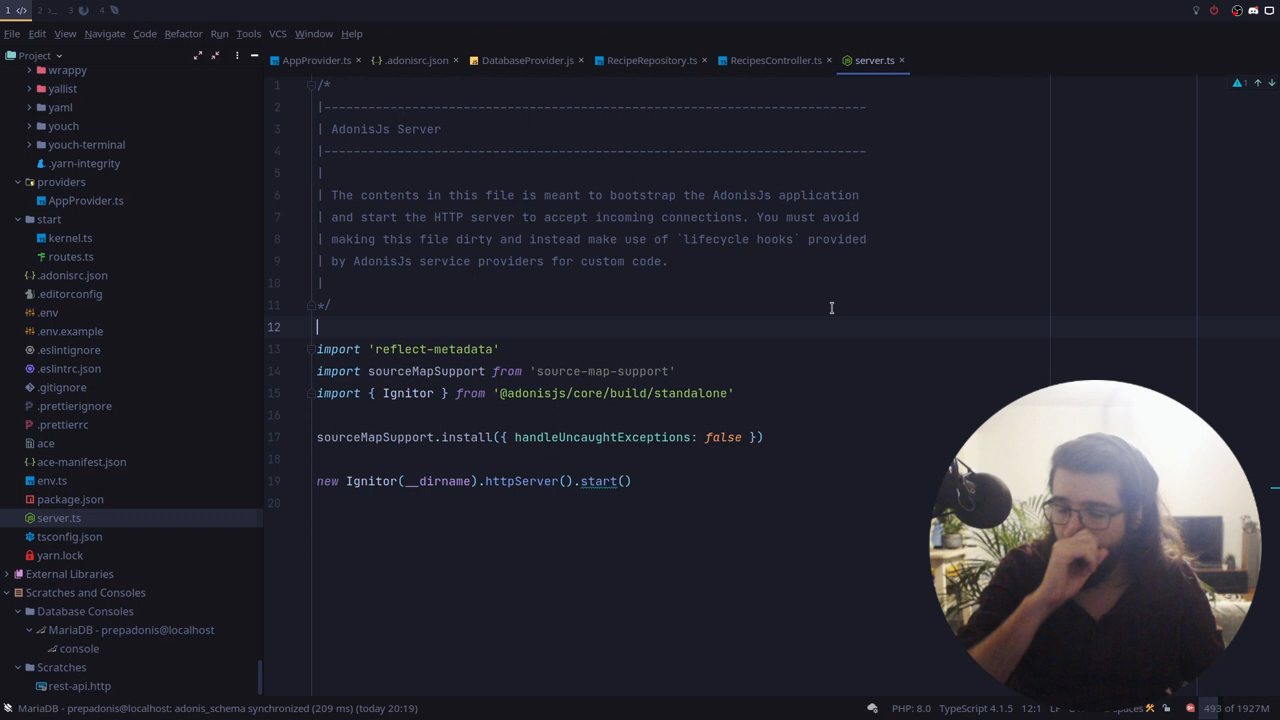 1 </> 2 >_ 3 4
File Edit View Navigate Code Refactor Run Tools VCS Window Help
Project
AppProvider.ts .adonisrc.json DatabaseProvider.js RecipeRepository.ts RecipesController.ts server.ts
wrappy
yallist
yaml
youch
youch-terminal
.yarn-integrity
providers
AppProvider.ts
start
kernel.ts
routes.ts
.adonisrc.json
.editorconfig
.env
.env.example
.eslintignore
.eslintrc.json
.gitignore
.prettierignore
.prettierrc
ace
ace-manifest.json
env.ts
package.json
server.ts
tsconfig.json
yarn.lock
External Libraries
Scratches and Consoles
Database Consoles
MariaDB - prepadonis@localhost
console
Scratches
rest-api.http
1 /*
2 |--------------------------------------------------------------------------
3 | AdonisJs Server
4 |--------------------------------------------------------------------------
5 |
6 | The contents in this file is meant to bootstrap the AdonisJs application
7 | and start the HTTP server to accept incoming connections. You must avoid
8 | making this file dirty and instead make use of `lifecycle hooks` provided
9 | by AdonisJs service providers for custom code.
10 |
11 */
12
13 import 'reflect-metadata'
14 import sourceMapSupport from 'source-map-support'
15 import { Ignitor } from '@adonisjs/core/build/standalone'
16
17 sourceMapSupport.install({ handleUncaughtExceptions: false })
18
19 new Ignitor(__dirname).httpServer().start()
20
1
MariaDB - prepadonis@localhost: adonis_schema synchronized (209 ms) (today 20:19) PHP: 8.0 TypeScript 4.1.5 12:1 493 of 1927M